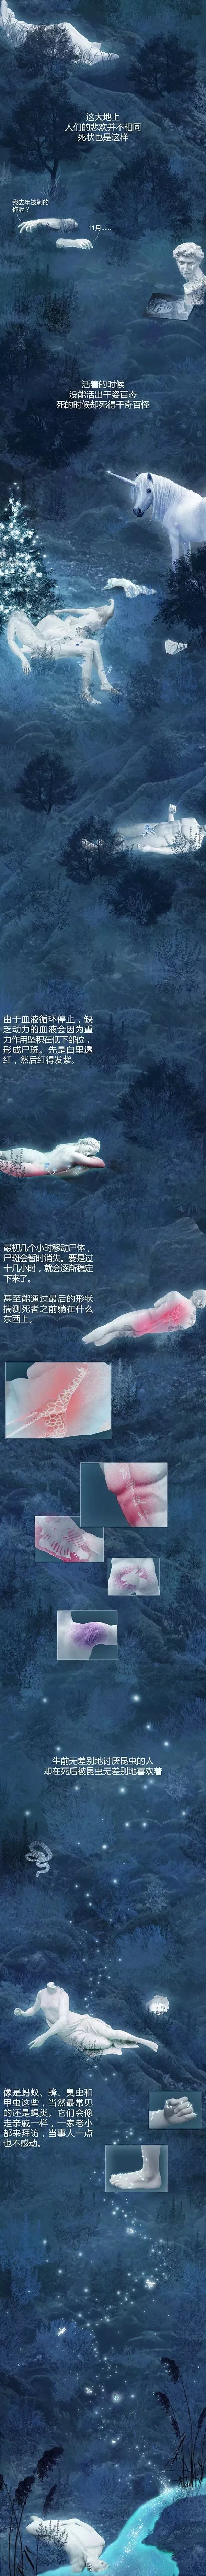 这大地上
人们的悲欢并不相同
死状也是这样
我去年被剁的
你呢？
11月……
活着的时候
没能活出千姿百态
死的时候却死得千奇百怪
由于血液循环停止，缺
乏动力的血液会因为重
力作用坠积在低下部位，
形成尸斑。先是白里透
红，然后红得发紫。
最初几个小时移动尸体，
尸斑会暂时消失。要是过
十几小时，就会逐渐稳定
下来了。
甚至能通过最后的形状
揣测死者之前躺在什么
东西上。
生前无差别地讨厌昆虫的人
却在死后被昆虫无差别地喜欢着
像是蚂蚁、蜂、臭虫和
甲虫这些，当然最常见
的还是蝇类。它们会像
走亲戚一样，一家老小
都来拜访，当事人一点
也不感动。